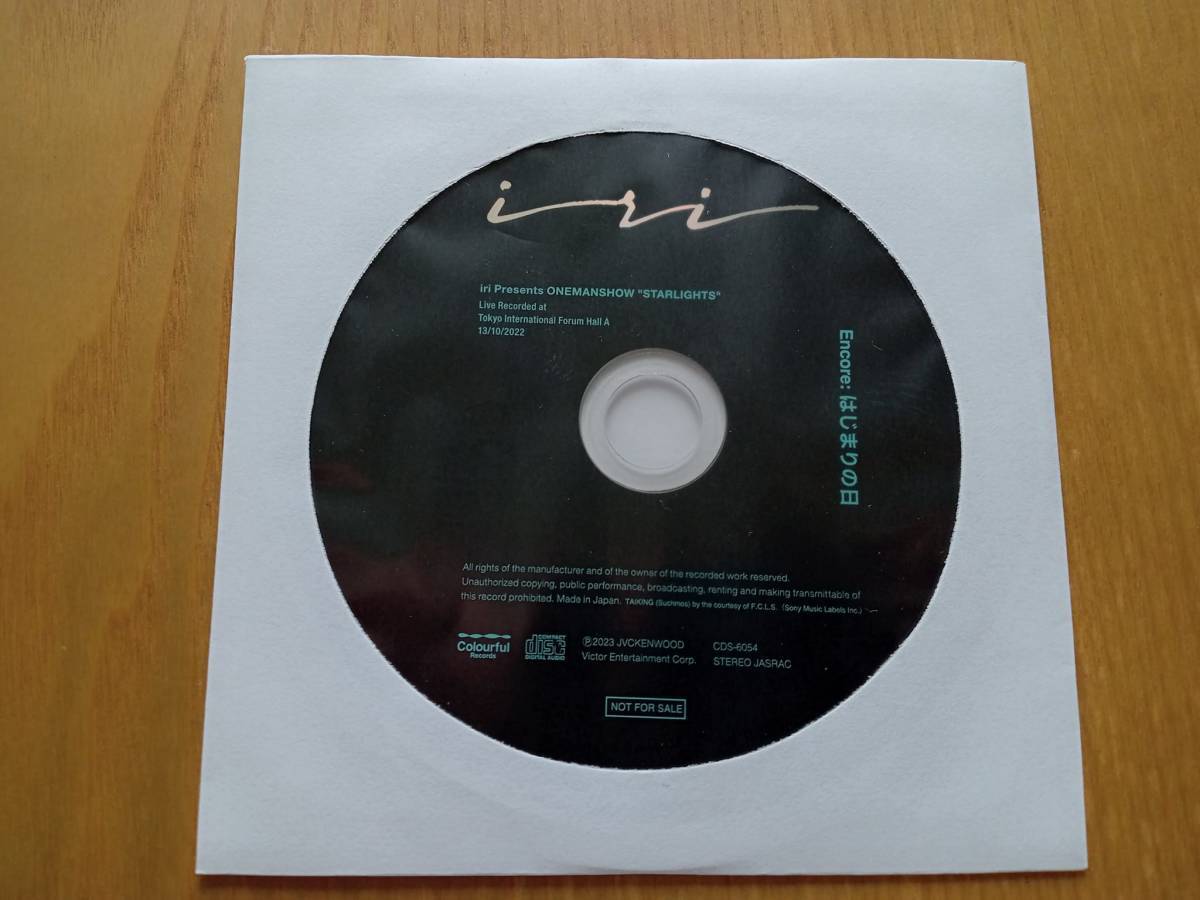 iri
iri Presents ONEMANSHOW "STARLIGHTS"
Live Recorded at
Tokyo International Forum Hall A
13/10/2022
Encore: はじまりの日
All rights of the manufacturer and of the owner of the recorded work reserved.
Unauthorized copying, public performance, broadcasting, renting and making transmittable of
this record prohibited. Made in Japan. TAIKING (Suchmos) by the courtesy of F.C.L.S. (Sony Music Labels Inc.)
Colourful
Records
COMPACT
disc
DIGITAL AUDIO
Ⓟ2023 JVCKENWOOD
Victor Entertainment Corp.
CDS-6054
STEREO JASRAC
NOT FOR SALE